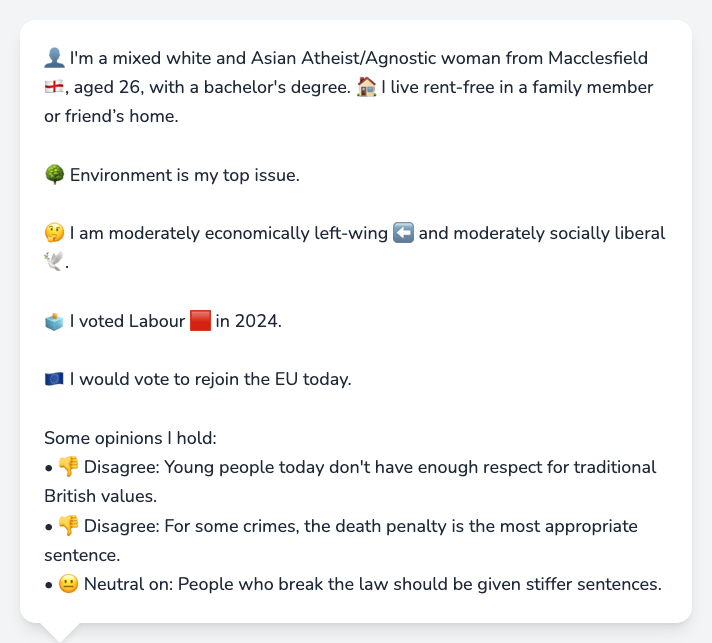 👤 I'm a mixed white and Asian Atheist/Agnostic woman from Macclesfield
🏴󠁧󠁢󠁥󠁮󠁧󠁿, aged 26, with a bachelor's degree. 🏠 I live rent-free in a family member
or friend’s home.
🌳 Environment is my top issue.
🤔 I am moderately economically left-wing ⬅️ and moderately socially liberal
🕊️.
🗳️ I voted Labour 🟥 in 2024.
🇪🇺 I would vote to rejoin the EU today.
Some opinions I hold:
• 👎 Disagree: Young people today don't have enough respect for traditional
British values.
• 👎 Disagree: For some crimes, the death penalty is the most appropriate
sentence.
• 😐 Neutral on: People who break the law should be given stiffer sentences.